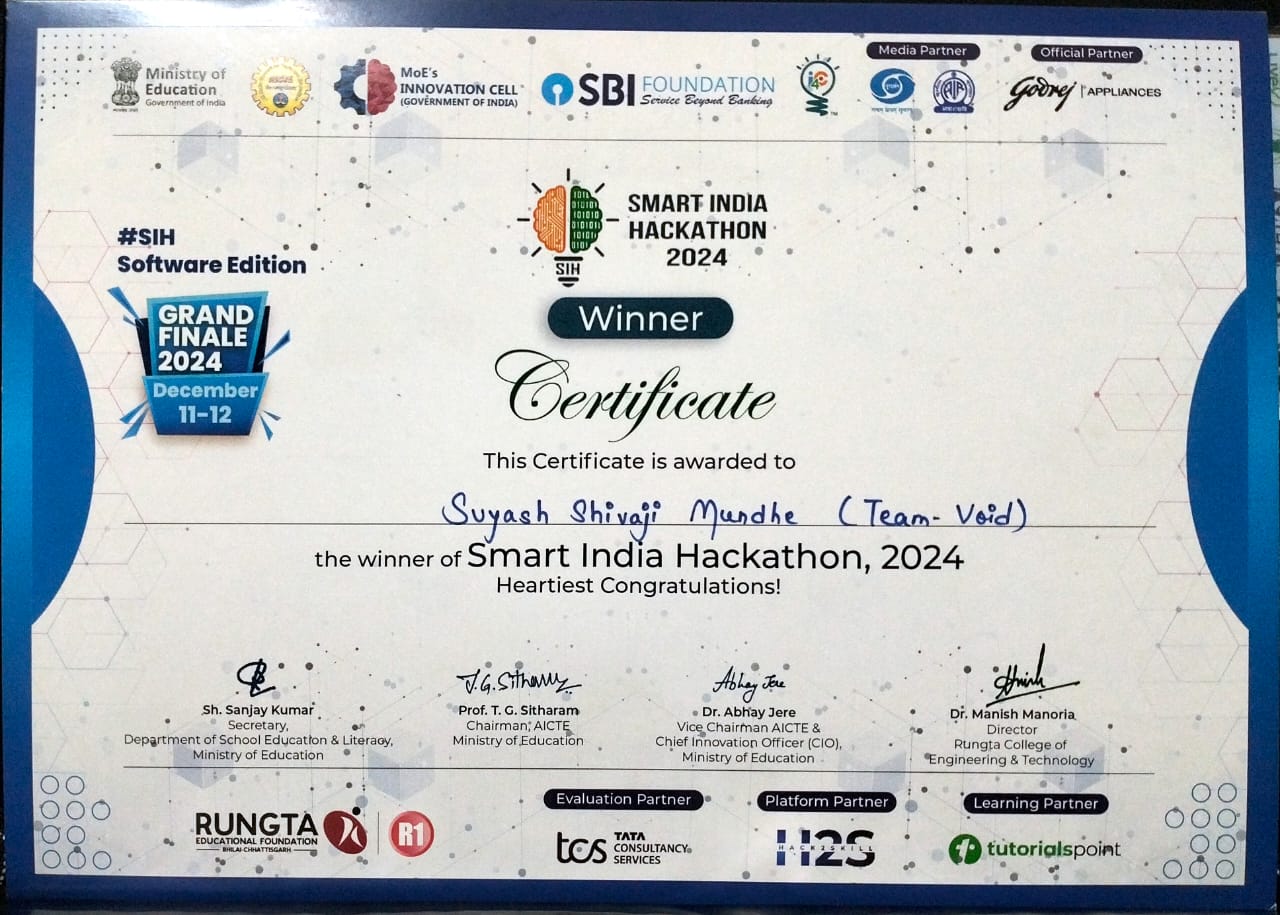 Media Partner
Official Partner
Ministry of
Education
Government of India
MoE's
INNOVATION CELL
(GOVERNMENT OF INDIA)
SBI FOUNDATION
Service Beyond Banking
Godrej | APPLIANCES
#SIH
Software Edition
GRAND
FINALE
2024
December
11-12
SIH
SMART INDIA
HACKATHON
2024
Winner
Certificate
This Certificate is awarded to
Suyash Shivaji Mundhe (Team- Void)
the winner of Smart India Hackathon, 2024
Heartiest Congratulations!
Sh. Sanjay Kumar
Secretary,
Department of School Education & Literacy,
Ministry of Education
T.G. Sitharam
Prof. T. G. Sitharam
Chairman, AICTE
Ministry of Education
Abhay Jere
Dr. Abhay Jere
Vice Chairman AICTE &
Chief Innovation Officer (CIO),
Ministry of Education
Dr. Manish Manoria
Director
Rungta College of
Engineering & Technology
RUNGTA
EDUCATIONAL FOUNDATION
BHILAI-CHHATTISGARH
R1
Evaluation Partner
tcs TATA
CONSULTANCY
SERVICES
Platform Partner
H2S
HACK2SKILL
Learning Partner
tutorialspoint